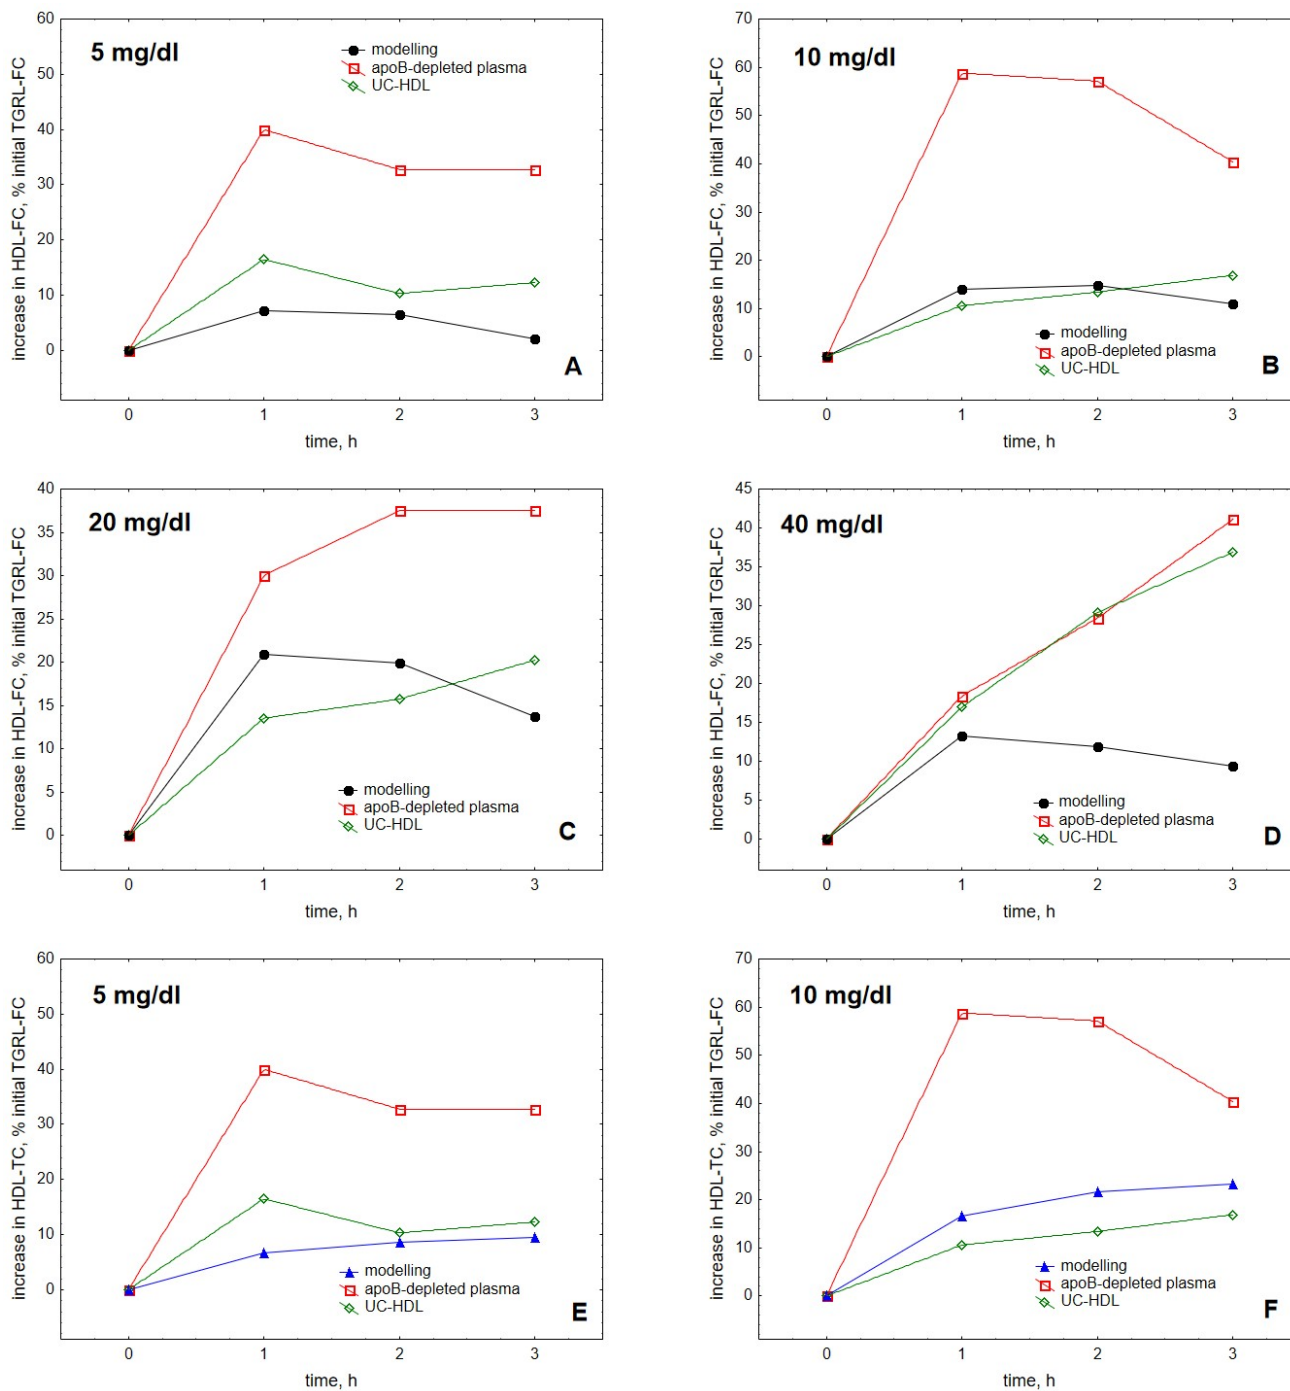 increase in HDL-FC, % initial TGRL-FC
60
50
40
30
20
10
0
5 mg/dl
modelling
apoB-depleted plasma
UC-HDL
A
0 1 2 3
time, h
increase in HDL-FC, % initial TGRL-FC
70
60
50
40
30
20
10
0
10 mg/dl
modelling
apoB-depleted plasma
UC-HDL
B
0 1 2 3
time, h
increase in HDL-FC, % initial TGRL-FC
40
35
30
25
20
15
10
5
0
20 mg/dl
modelling
apoB-depleted plasma
UC-HDL
C
0 1 2 3
time, h
increase in HDL-FC, % initial TGRL-FC
45
40
35
30
25
20
15
10
5
0
40 mg/dl
modelling
apoB-depleted plasma
UC-HDL
D
0 1 2 3
time, h
increase in HDL-TC, % initial TGRL-FC
60
50
40
30
20
10
0
5 mg/dl
modelling
apoB-depleted plasma
UC-HDL
E
0 1 2 3
time, h
increase in HDL-TC, % initial TGRL-FC
70
60
50
40
30
20
10
0
10 mg/dl
modelling
apoB-depleted plasma
UC-HDL
F
0 1 2 3
time, h